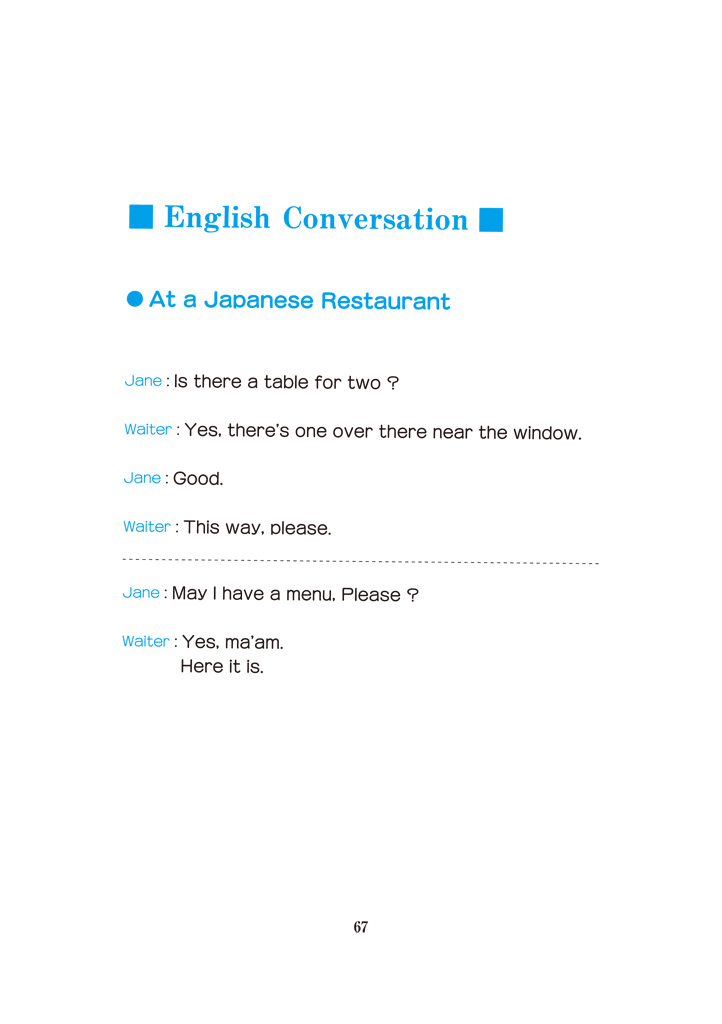 ■ English Conversation ■
● At a Japanese Restaurant
Jane : Is there a table for two ?
Waiter : Yes, there's one over there near the window.
Jane : Good.
Waiter : This way, please.
Jane : May I have a menu, Please ?
Waiter : Yes, ma'am.
Here it is.
67